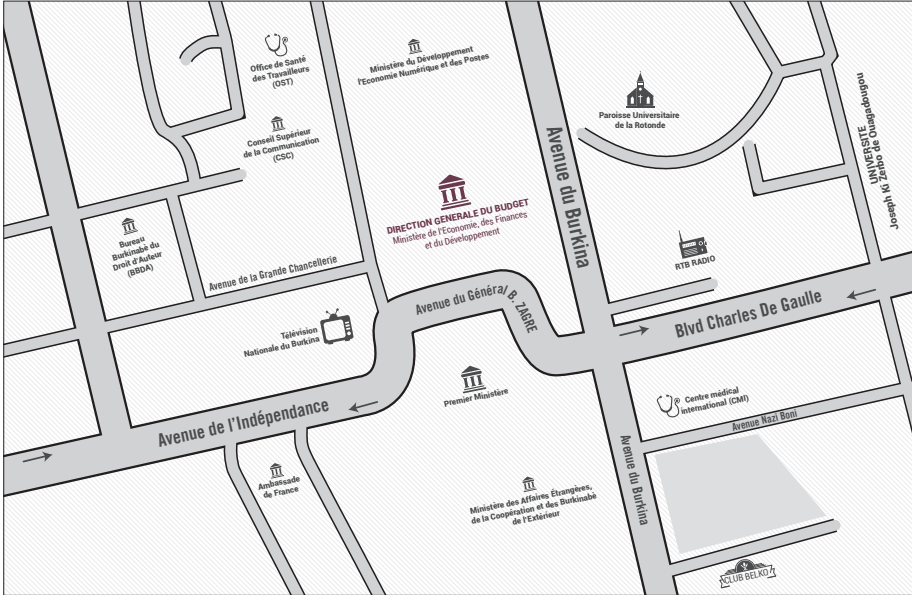 Office de Santé
des Travailleurs
(OST)
Ministère du Développement
l'Economie Numérique et des Postes
Conseil Supérieur
de la Communication
(CSC)
Paroisse Universitaire
de la Rotonde
UNIVERSITE
Joseph Ki Zerbo de Ouagadougou
Avenue du Burkina
DIRECTION GENERALE DU BUDGET
Ministère de l'Economie, des Finances
et du Développement
Bureau
Burkinabé du
Droit d'Auteur
(BBDA)
RTB RADIO
Avenue de la Grande Chancellerie
Avenue du Général B. ZAGRE
Blvd Charles De Gaulle
Télévision
Nationale du Burkina
Premier Ministère
Centre médical
international (CMI)
Avenue de l'Indépendance
Avenue Nazi Boni
Avenue du Burkina
Ambassade
de France
Ministère des Affaires Étrangères,
de la Coopération et des Burkinabè
de l'Extérieur
CLUB BELKO